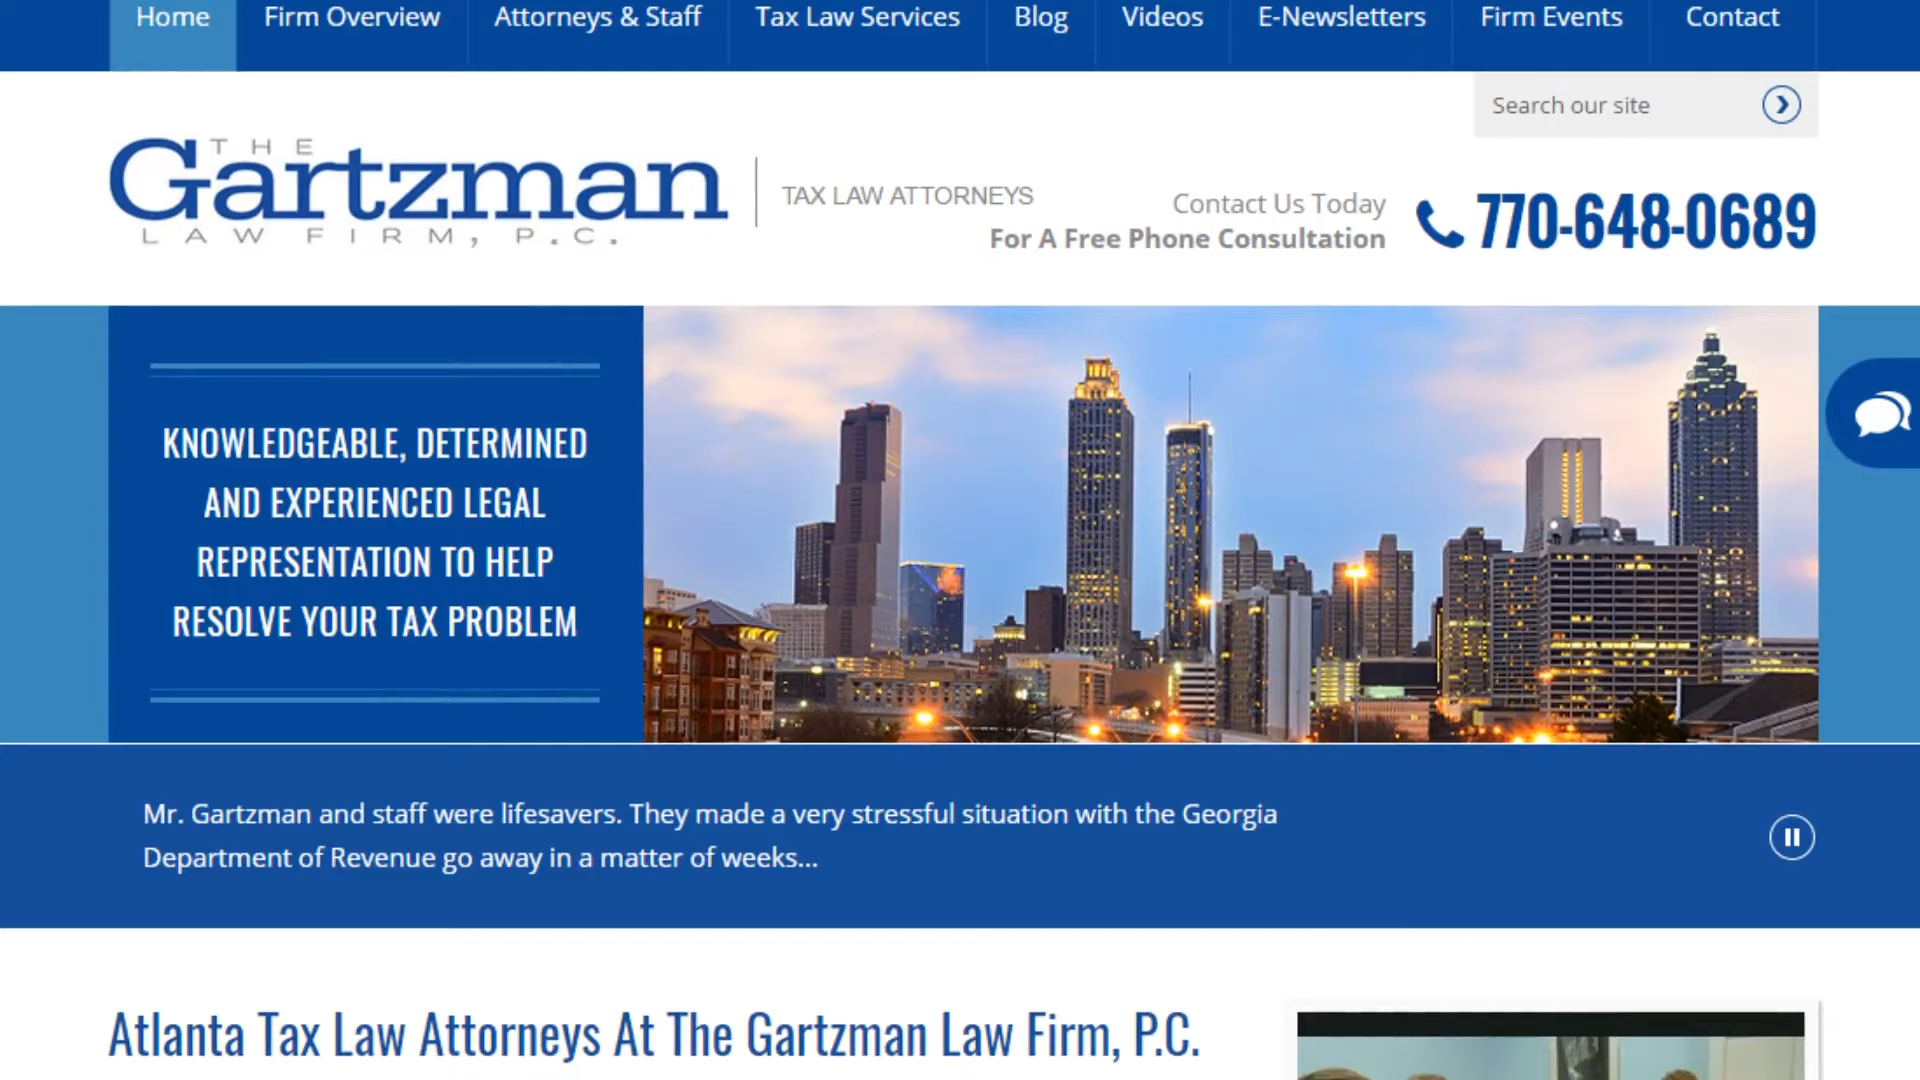 Home Firm Overview Attorneys & Staff Tax Law Services Blog Videos E-Newsletters Firm Events Contact
Search our site
THE
Gartzman
LAW FIRM, P.C.
TAX LAW ATTORNEYS
Contact Us Today
For A Free Phone Consultation
770-648-0689
KNOWLEDGEABLE, DETERMINED
AND EXPERIENCED LEGAL
REPRESENTATION TO HELP
RESOLVE YOUR TAX PROBLEM
Mr. Gartzman and staff were lifesavers. They made a very stressful situation with the Georgia
Department of Revenue go away in a matter of weeks...
Atlanta Tax Law Attorneys At The Gartzman Law Firm, P.C.